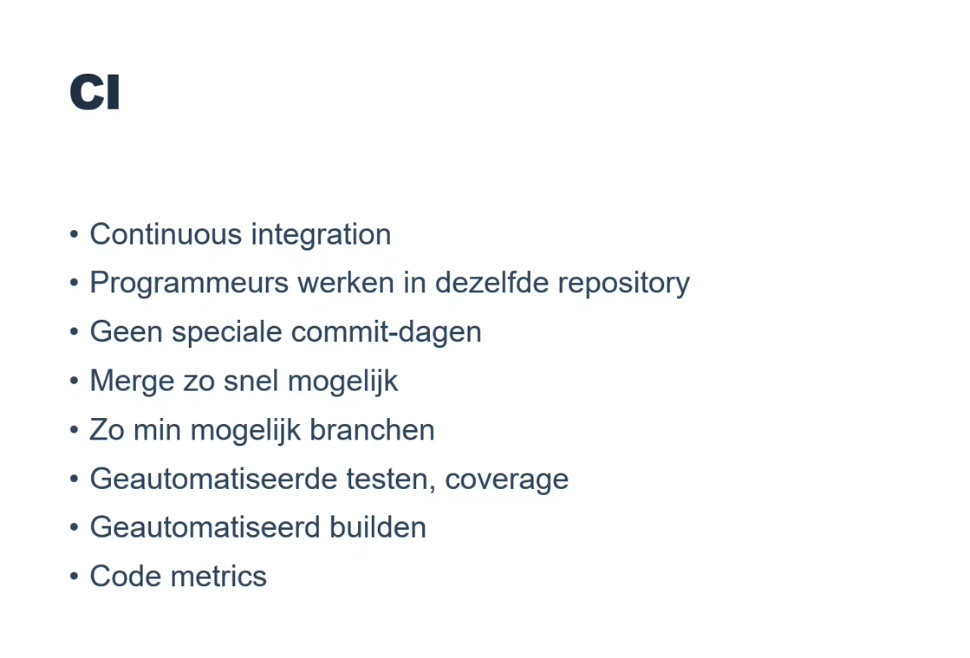 CI
• Continuous integration
• Programmeurs werken in dezelfde repository
• Geen speciale commit-dagen
• Merge zo snel mogelijk
• Zo min mogelijk branchen
• Geautomatiseerde testen, coverage
• Geautomatiseerd builden
• Code metrics